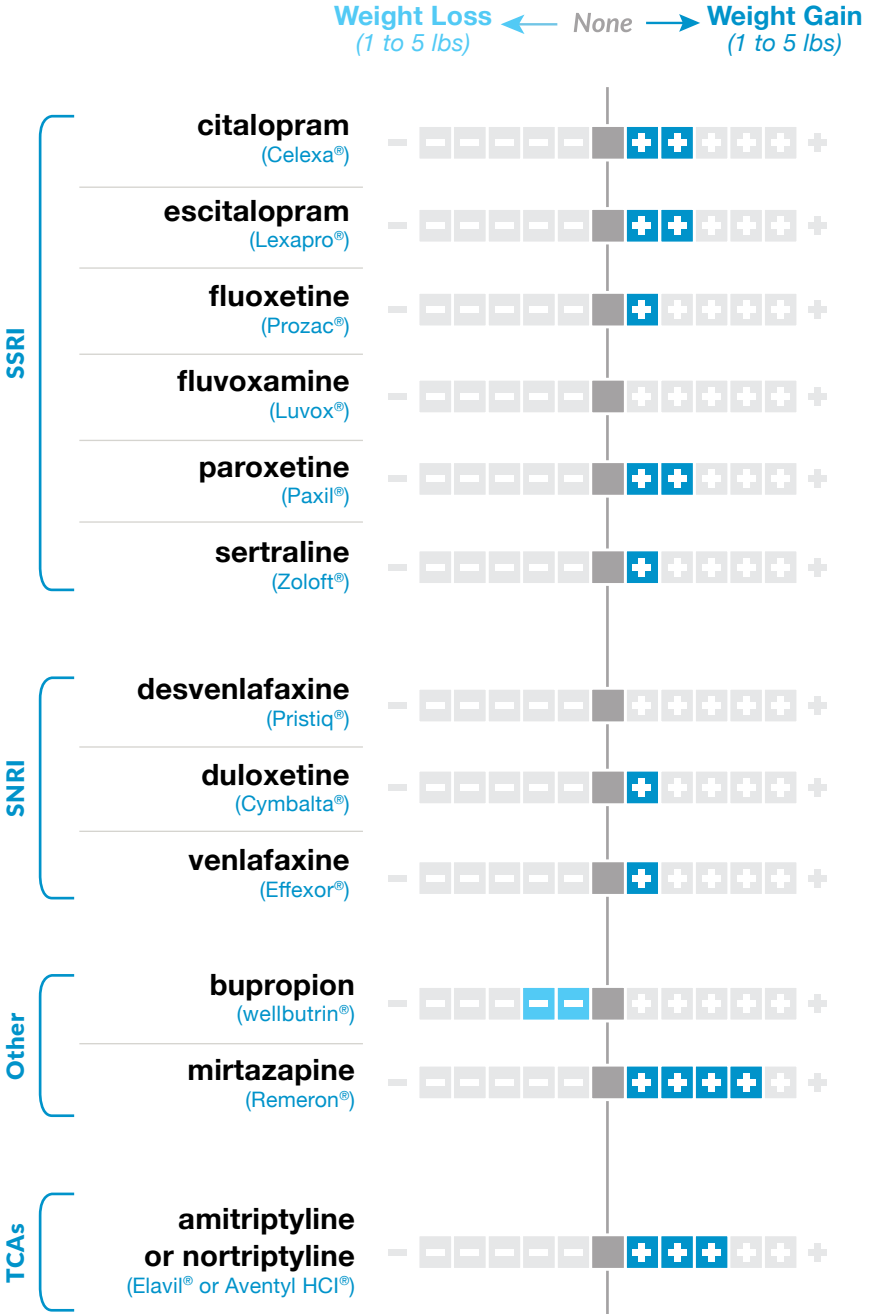 Weight Loss
(1 to 5 lbs)
None
Weight Gain
(1 to 5 lbs)
SSRI
citalopram
(Celexa®)
escitalopram
(Lexapro®)
fluoxetine
(Prozac®)
fluvoxamine
(Luvox®)
paroxetine
(Paxil®)
sertraline
(Zoloft®)
SNRI
desvenlafaxine
(Pristiq®)
duloxetine
(Cymbalta®)
venlafaxine
(Effexor®)
Other
bupropion
(wellbutrin®)
mirtazapine
(Remeron®)
TCAs
amitriptyline
or nortriptyline
(Elavil® or Aventyl HCl®)